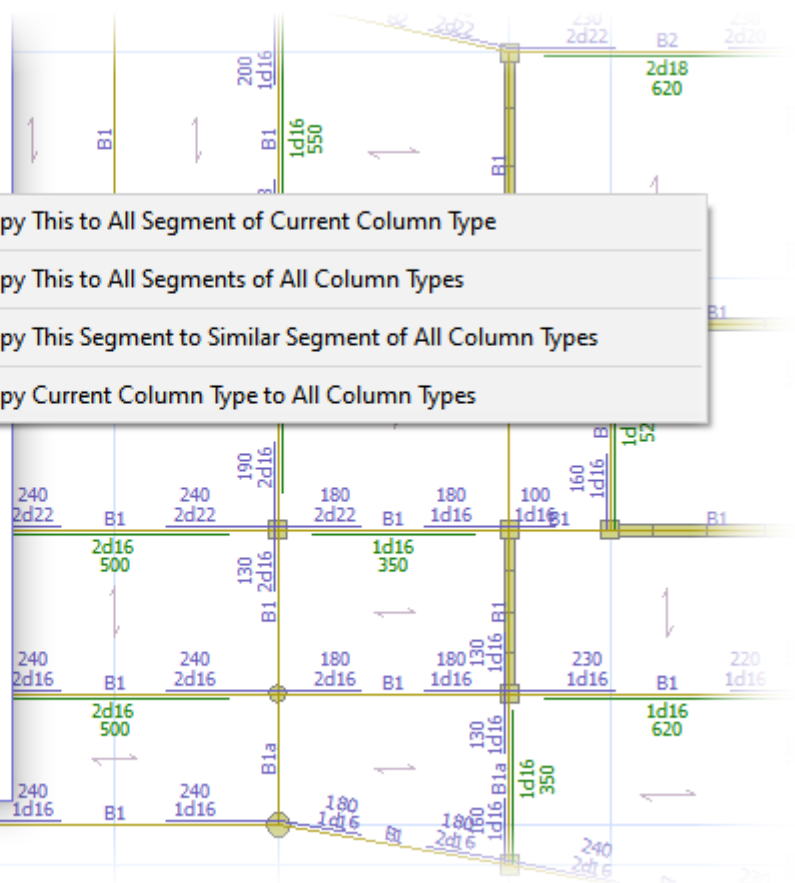 B2
2d22
230
2d22
B2
230
2d20
2d18
620
200
1d16
B1
B1
1d16
550
B1
py This to All Segment of Current Column Type
py This to All Segments of All Column Types
py This Segment to Similar Segment of All Column Types
py Current Column Type to All Column Types
B1
190
2d16
160
1d16
240
2d22
B1
240
2d22
180
2d22
B1
180
1d16
100
1d16
B1
B1
2d16
500
1d16
350
130
2d16
B1
B1
240
2d16
B1
240
2d16
180
2d16
B1
180
1d16
130
1d16
230
1d16
B1
220
1d16
2d16
500
1d16
620
B1a
130
1d16
B1a
1d16
350
160
1d16
240
1d16
B1
240
1d16
180
1d16
B1
180
2d16
240
2d16